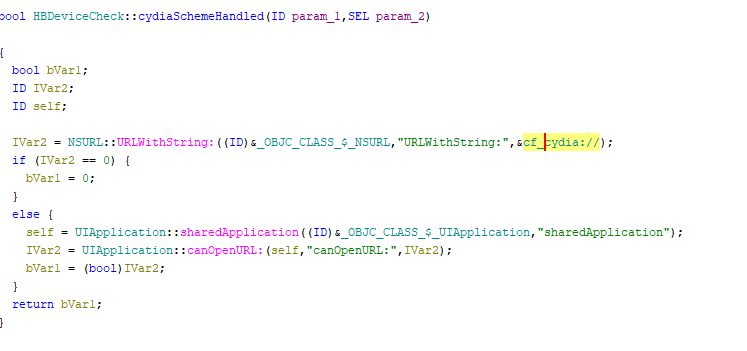 bool HBDeviceCheck::cydiaSchemeHandled(ID param_1,SEL param_2)
{
bool bVar1;
ID IVar2;
ID self;
IVar2 = NSURL::URLWithString:((ID)&_OBJC_CLASS_$_NSURL,"URLWithString:",&cf_cydia://);
if (IVar2 == 0) {
bVar1 = 0;
}
else {
self = UIApplication::sharedApplication((ID)&_OBJC_CLASS_$_UIApplication,"sharedApplication");
IVar2 = UIApplication::canOpenURL:(self,"canOpenURL:",IVar2);
bVar1 = (bool)IVar2;
}
return bVar1;
}